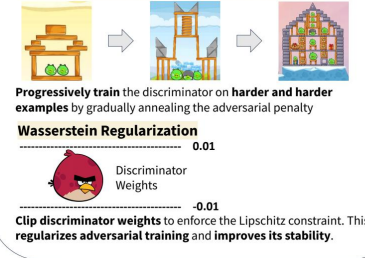 Progressively train the discriminator on harder and harder
examples by gradually annealing the adversarial penalty
Wasserstein Regularization
0.01
Discriminator
Weights
-0.01
Clip discriminator weights to enforce the Lipschitz constraint. This
regularizes adversarial training and improves its stability.